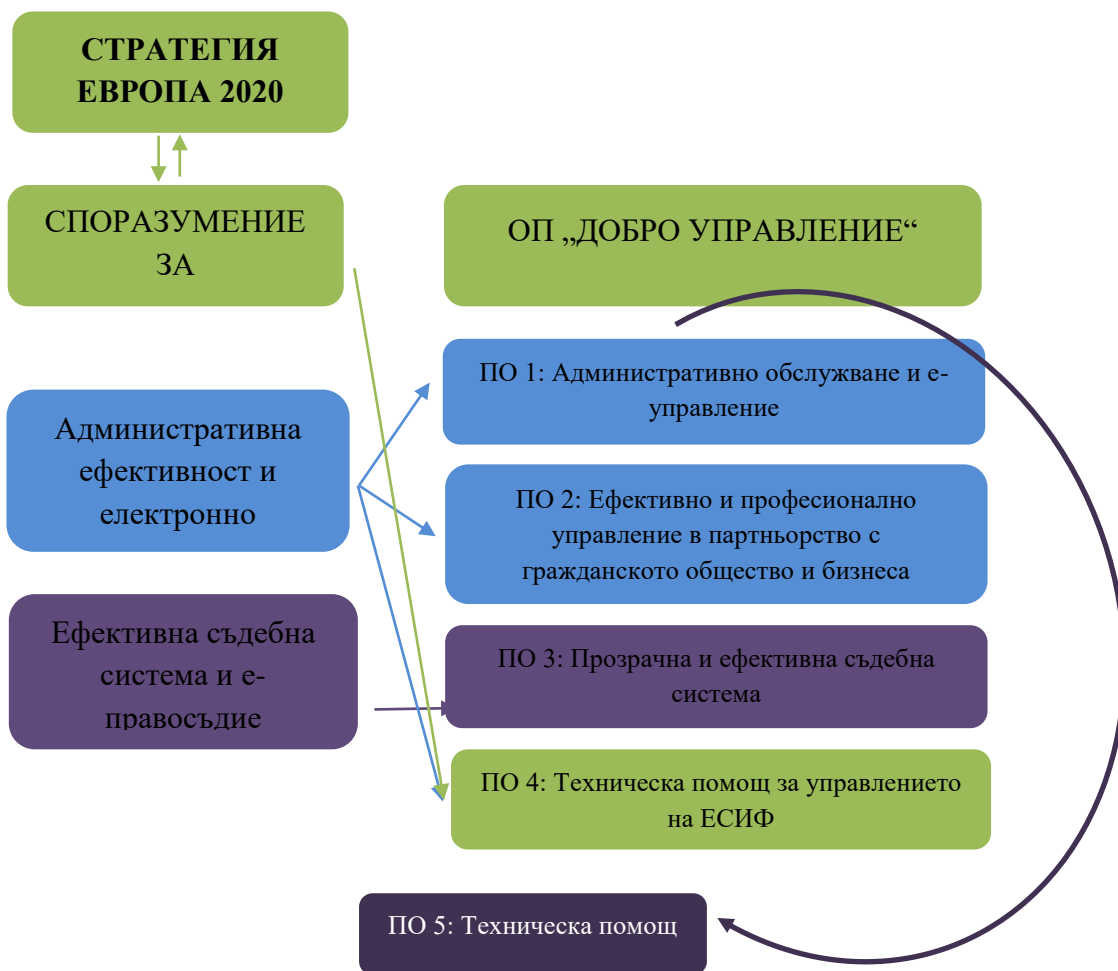 СТРАТЕГИЯ
ЕВРОПА 2020
СПОРАЗУМЕНИЕ
ЗА
ОП „ДОБРО УПРАВЛЕНИЕ“
ПО 1: Административно обслужване и е-
управление
Административна
ефективност и
електронно
ПО 2: Ефективно и професионално
управление в партньорство с
гражданското общество и бизнеса
Ефективна съдебна
система и е-
правосъдие
ПО 3: Прозрачна и ефективна съдебна
система
ПО 4: Техническа помощ за управлението
на ЕСИФ
ПО 5: Техническа помощ